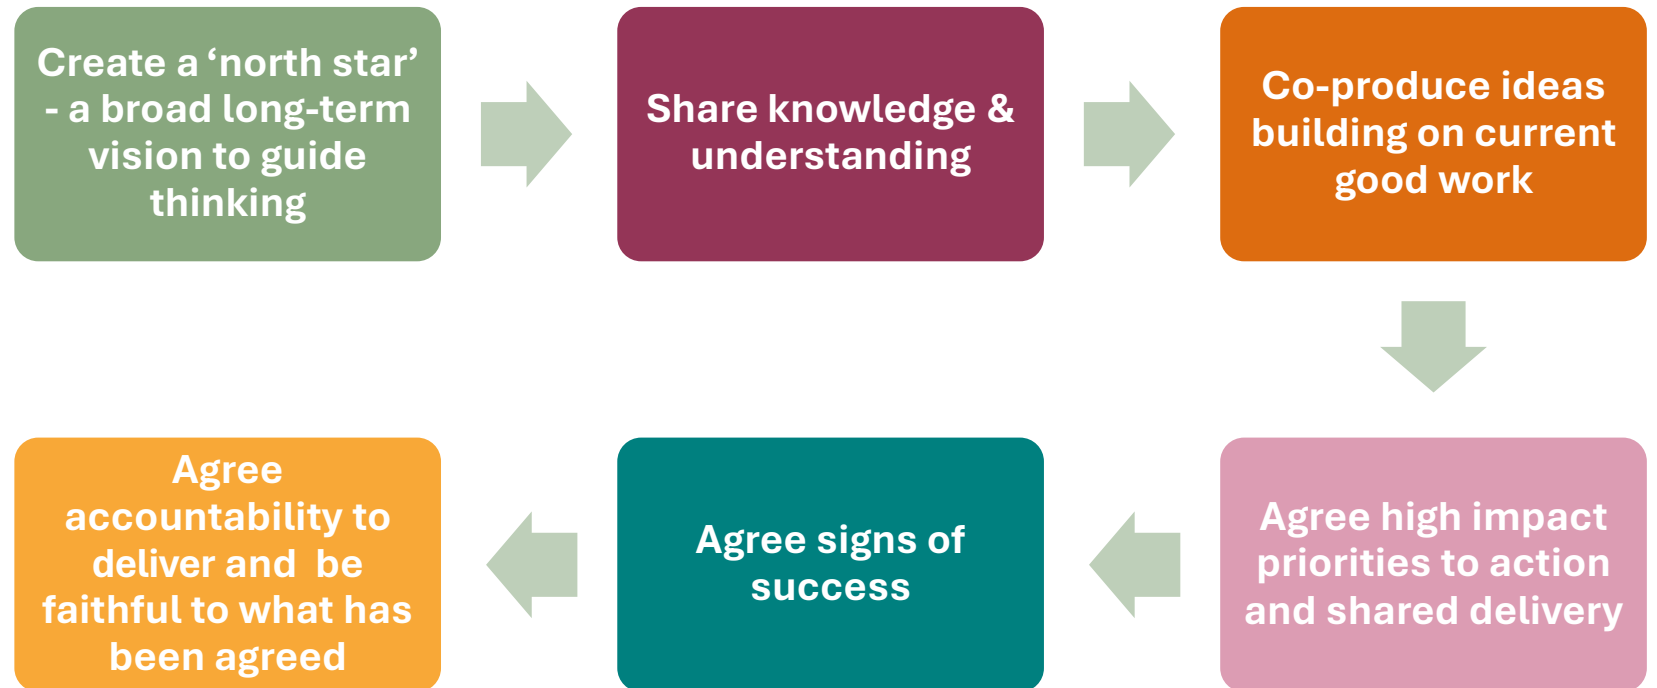 Create a ‘north star’
- a broad long-term
vision to guide
thinking
Share knowledge &
understanding
Co-produce ideas
building on current
good work
Agree high impact
priorities to action
and shared delivery
Agree signs of
success
Agree
accountability to
deliver and  be
faithful to what has
been agreed